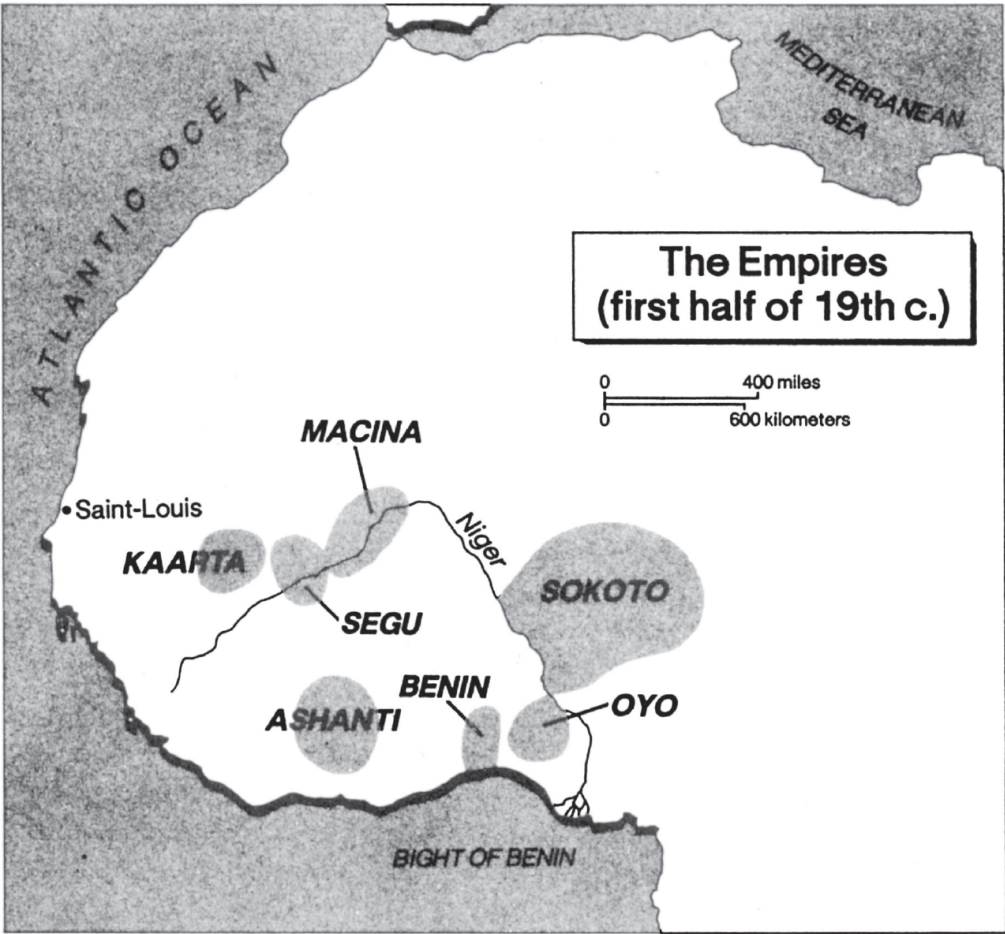 ATLANTIC OCEAN
MEDITERRANEAN
SEA
The Empires
(first half of 19th c.)
0 400 miles
0 600 kilometers
MACINA
Saint-Louis
Niger
KAARTA
SOKOTO
SEGU
BENIN
OYO
ASHANTI
BIGHT OF BENIN